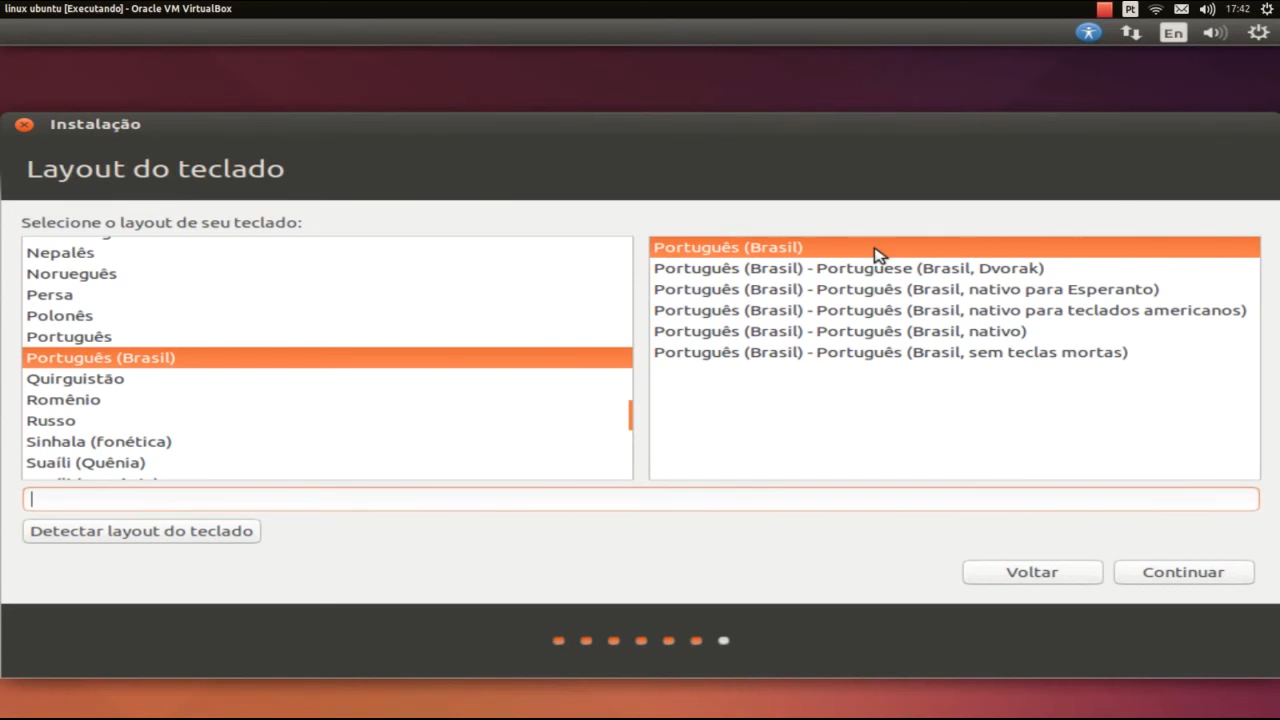 linux ubuntu [Executando] - Oracle VM VirtualBox
Pt
17:42
En
Instalação
Layout do teclado
Selecione o layout de seu teclado:
Nepalês
Norueguês
Persa
Polonês
Português
Português (Brasil)
Quirguistão
Romênio
Russo
Sinhala (fonética)
Suaíli (Quênia)
Português (Brasil)
Português (Brasil) - Portuguese (Brasil, Dvorak)
Português (Brasil) - Português (Brasil, nativo para Esperanto)
Português (Brasil) - Português (Brasil, nativo para teclados americanos)
Português (Brasil) - Português (Brasil, nativo)
Português (Brasil) - Português (Brasil, sem teclas mortas)
Detectar layout do teclado
Voltar
Continuar